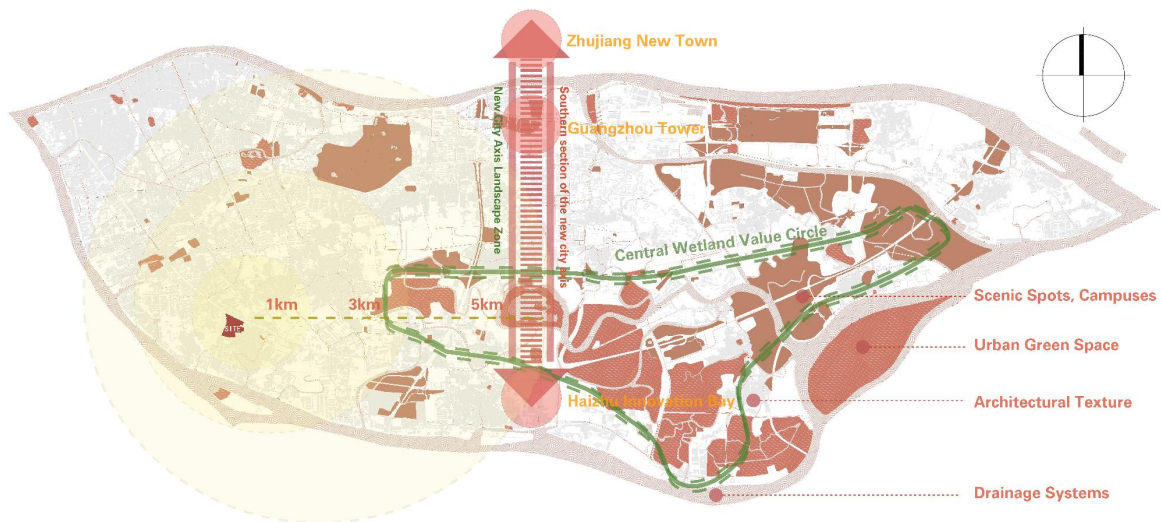 Zhujiang New Town
Guangzhou Tower
New City Axis Landscape Zone
Southern section of the new city axis
Central Wetland Value Circle
1km
3km
5km
SITE
Scenic Spots, Campuses
Urban Green Space
Haizhu Innovation Bay
Architectural Texture
Drainage Systems